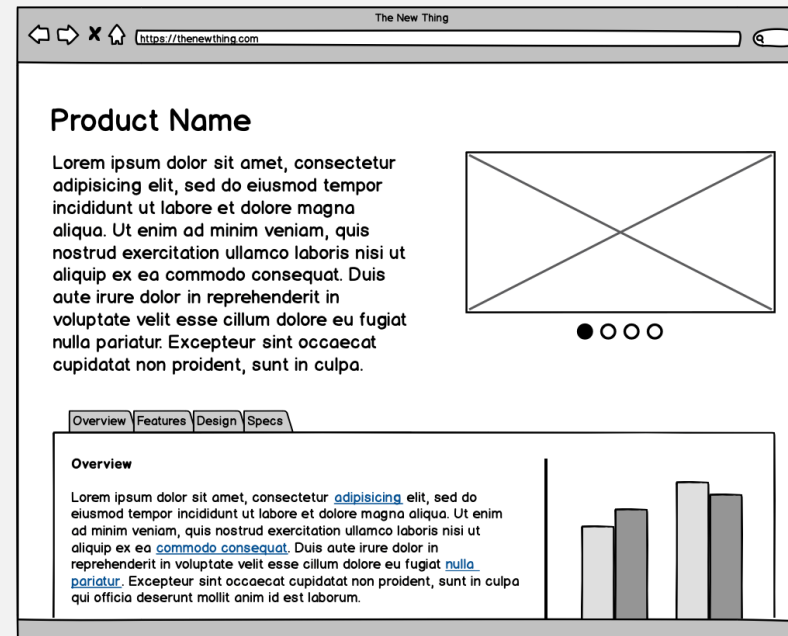 The New Thing
https://thenewthing.com
Product Name
Lorem ipsum dolor sit amet, consectetur
adipisicing elit, sed do eiusmod tempor
incididunt ut labore et dolore magna
aliqua. Ut enim ad minim veniam, quis
nostrud exercitation ullamco laboris nisi ut
aliquip ex ea commodo consequat. Duis
aute irure dolor in reprehenderit in
voluptate velit esse cillum dolore eu fugiat
nulla pariatur. Excepteur sint occaecat
cupidatat non proident, sunt in culpa.
Overview Features Design Specs
Overview
Lorem ipsum dolor sit amet, consectetur adipisicing elit, sed do
eiusmod tempor incididunt ut labore et dolore magna aliqua. Ut enim
ad minim veniam, quis nostrud exercitation ullamco laboris nisi ut
aliquip ex ea commodo consequat. Duis aute irure dolor in
reprehenderit in voluptate velit esse cillum dolore eu fugiat nulla
pariatur. Excepteur sint occaecat cupidatat non proident, sunt in culpa
qui officia deserunt mollit anim id est laborum.